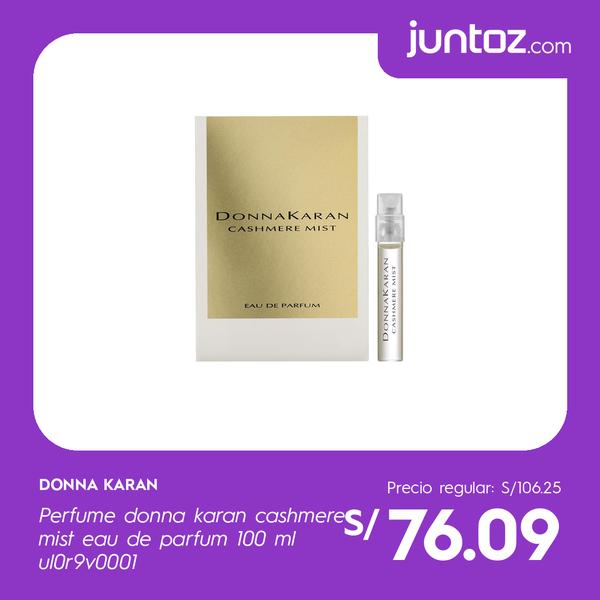 juntoz.com
DONNAKARAN
CASHMERE MIST
EAU DE PARFUM
DONNAKARAN
CASHMERE MIST
DONNA KARAN
Perfume donna karan cashmere
mist eau de parfum 100 ml
ul0r9v0001
Precio regular: S/106.25
S/76.09